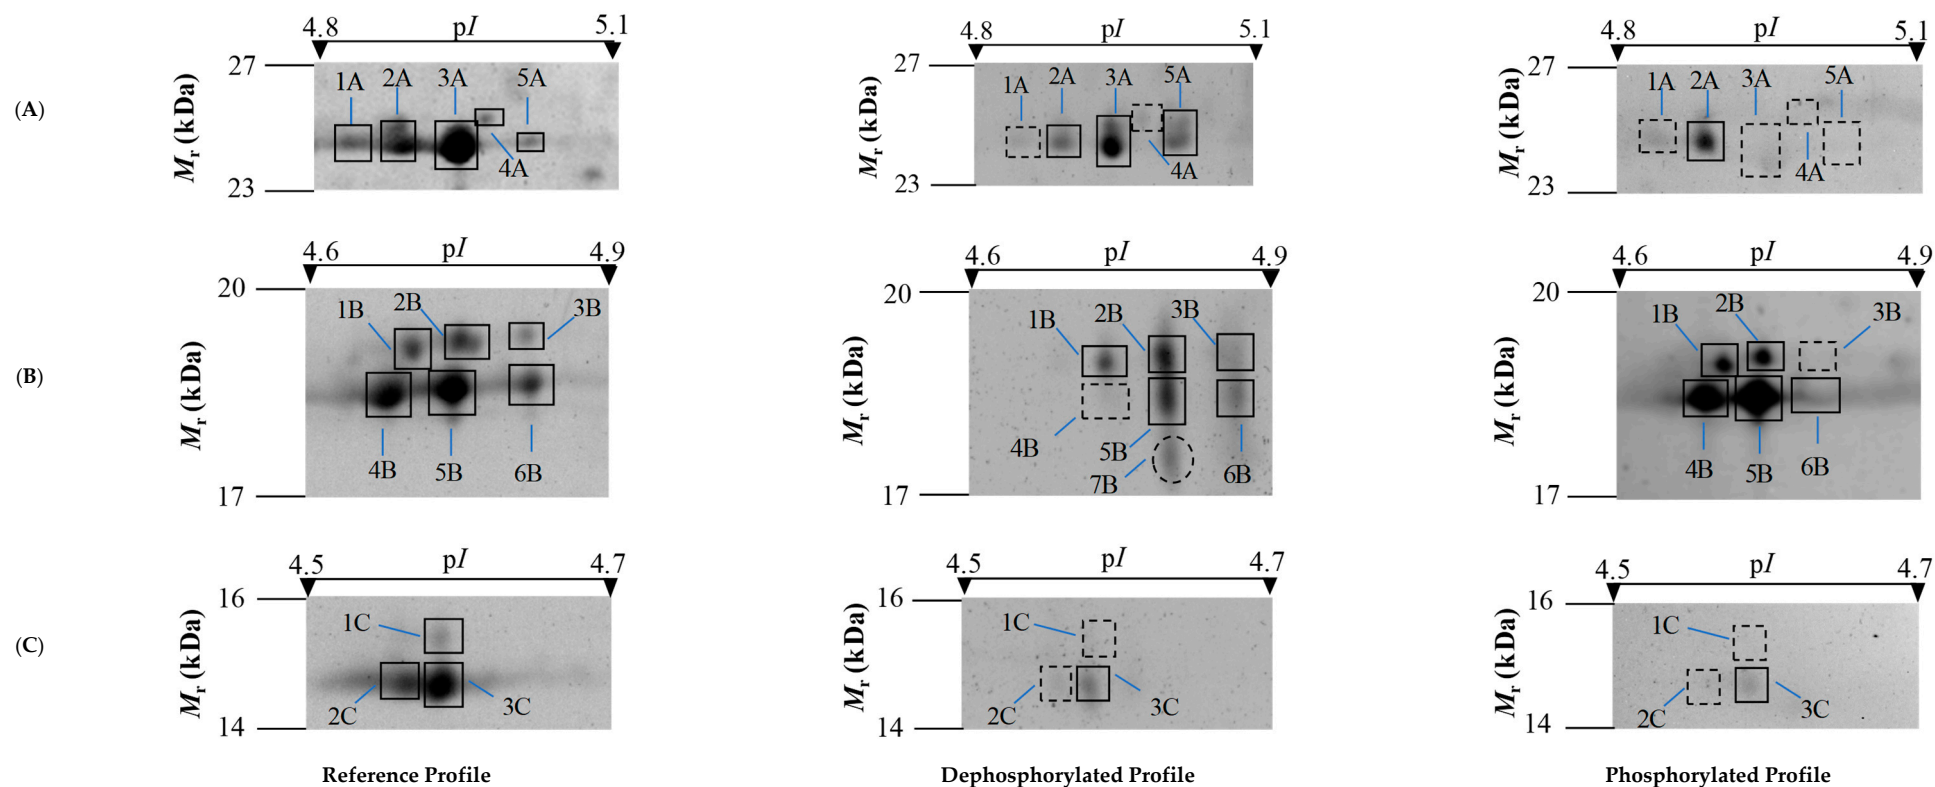 4.8 pI 5.1
4.8 pI 5.1
4.8 pI 5.1
(A)
Mr (kDa)
27
23
1A 2A 3A 5A
4A
Mr (kDa)
27
23
1A 2A 3A 5A
4A
Mr (kDa)
27
23
1A 2A 3A 5A
4A
4.6 pI 4.9
4.6 pI 4.9
4.6 pI 4.9
(B)
Mr (kDa)
20
17
1B 2B 3B
4B 5B 6B
Mr (kDa)
20
17
1B 2B 3B
4B 5B 6B
7B
Mr (kDa)
20
17
1B 2B 3B
4B 5B 6B
4.5 pI 4.7
4.5 pI 4.7
4.5 pI 4.7
(C)
Mr (kDa)
16
14
1C
2C 3C
Mr (kDa)
16
14
1C
2C 3C
Mr (kDa)
16
14
1C
2C 3C
Reference Profile
Dephosphorylated Profile
Phosphorylated Profile